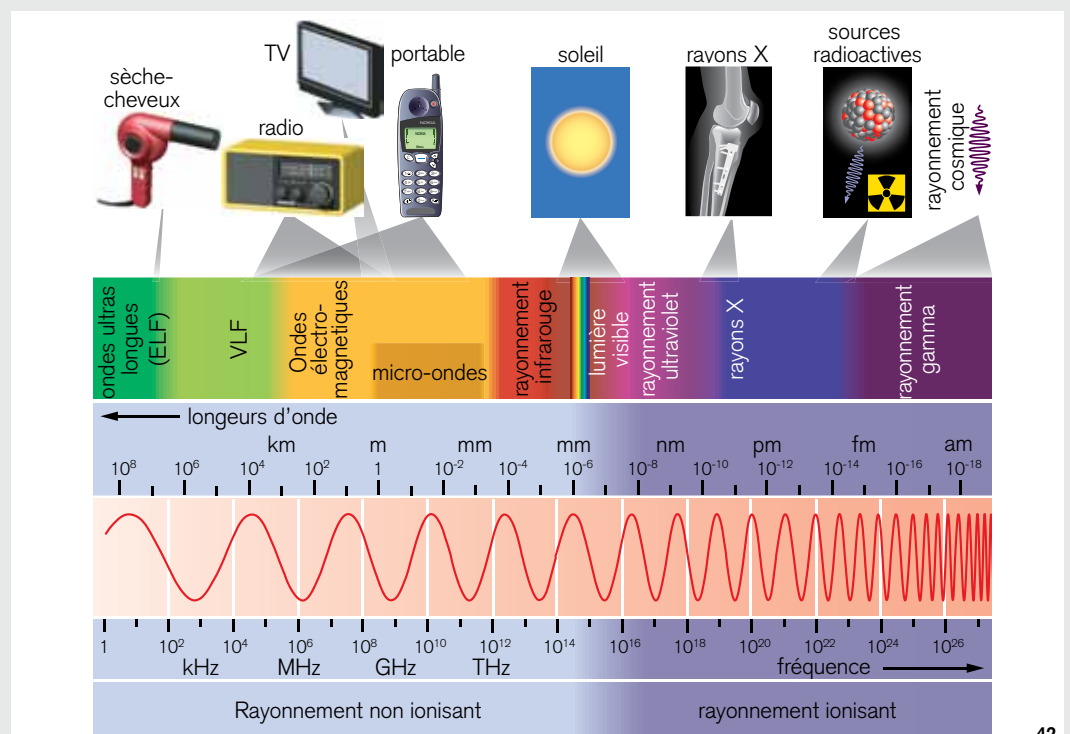 sèche-
cheveux
TV
radio
portable
soleil
rayons X
sources
radioactives
rayonnement
cosmique
ondes ultras
longues
(ELF)
VLF
Ondes
électro-
magnetiques
micro-ondes
rayonnement
infrarouge
lumière
visible
rayonnement
ultraviolet
rayons X
rayonnement
gamma
longeurs d’onde
km m mm mm nm pm fm am
10⁸ 10⁶ 10⁴ 10² 1 10⁻² 10⁻⁴ 10⁻⁶ 10⁻⁸ 10⁻¹⁰ 10⁻¹² 10⁻¹⁴ 10⁻¹⁶ 10⁻¹⁸
1 10² 10⁴ 10⁶ 10⁸ 10¹⁰ 10¹² 10¹⁴ 10¹⁶ 10¹⁸ 10²⁰ 10²² 10²⁴ 10²⁶
kHz MHz GHz THz fréquence
Rayonnement non ionisant rayonnement ionisant